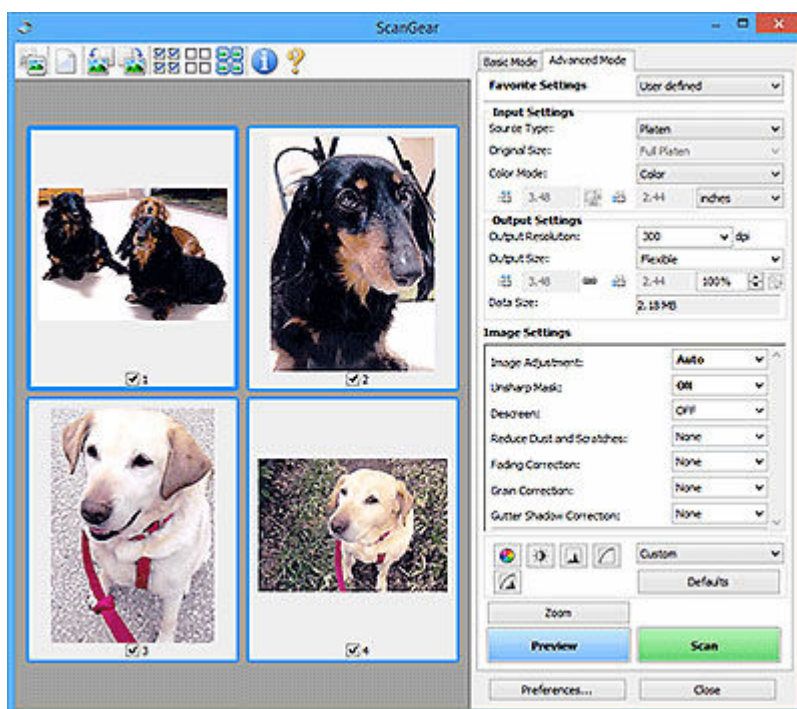 ScanGear
Basic Mode Advanced Mode
Favorite Settings User defined
Input Settings
Source Type: Platen
Original Size: Full Platen
Color Mode: Color
3.48 2.44 inches
Output Settings
Output Resolution: 300 dpi
Output Size: Flexible
3.48 2.44 100%
Data Size: 2.18 MB
Image Settings
Image Adjustment: Auto
Unsharp Mask: ON
Descreen: OFF
Reduce Dust and Scratches: None
Fading Correction: None
Grain Correction: None
Gutter Shadow Correction: None
Custom
Defaults
Zoom
Preview Scan
Preferences... Close
1
2
3
4